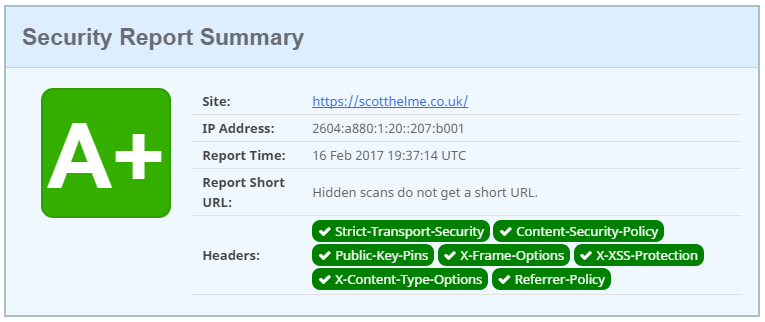 Security Report Summary
A+
Site: https://scotthelme.co.uk/
IP Address: 2604:a880:1:20::207:b001
Report Time: 16 Feb 2017 19:37:14 UTC
Report Short URL: Hidden scans do not get a short URL.
Headers: Strict-Transport-Security Content-Security-Policy
Public-Key-Pins X-Frame-Options X-XSS-Protection
X-Content-Type-Options Referrer-Policy